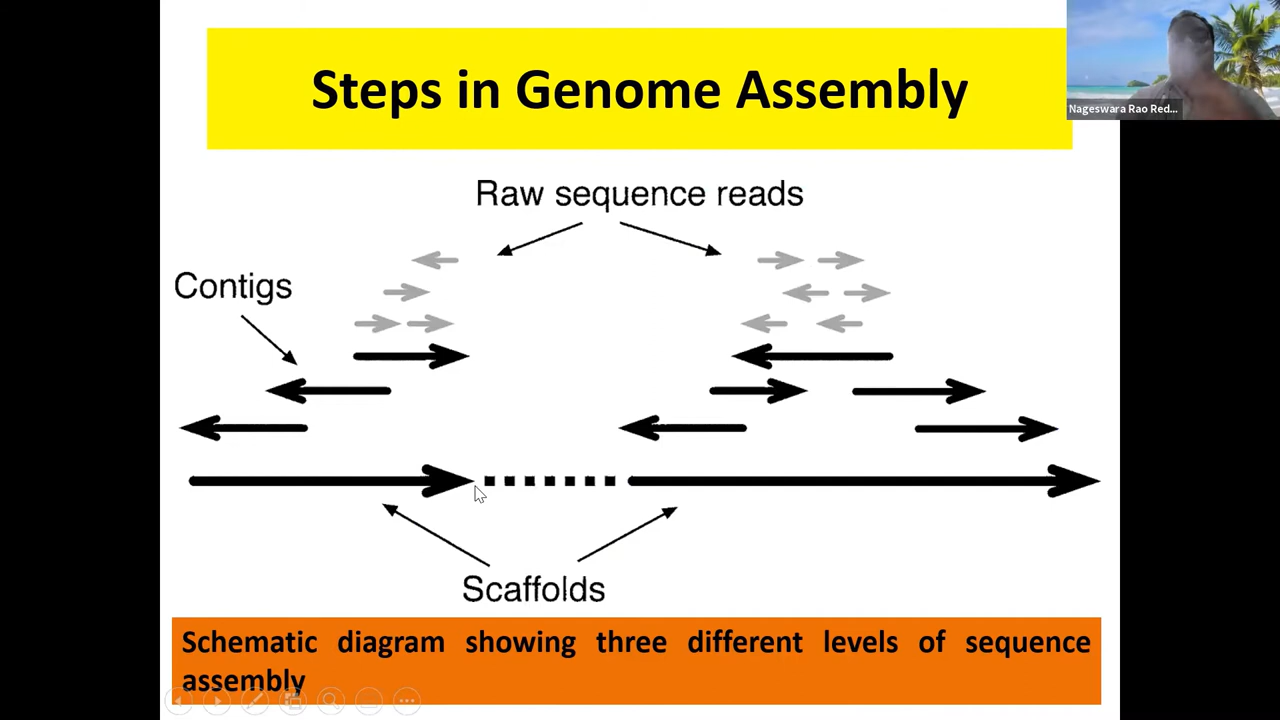 Steps in Genome Assembly
Nageswara Rao Red...
Raw sequence reads
Contigs
Scaffolds
Schematic diagram showing three different levels of sequence
assembly